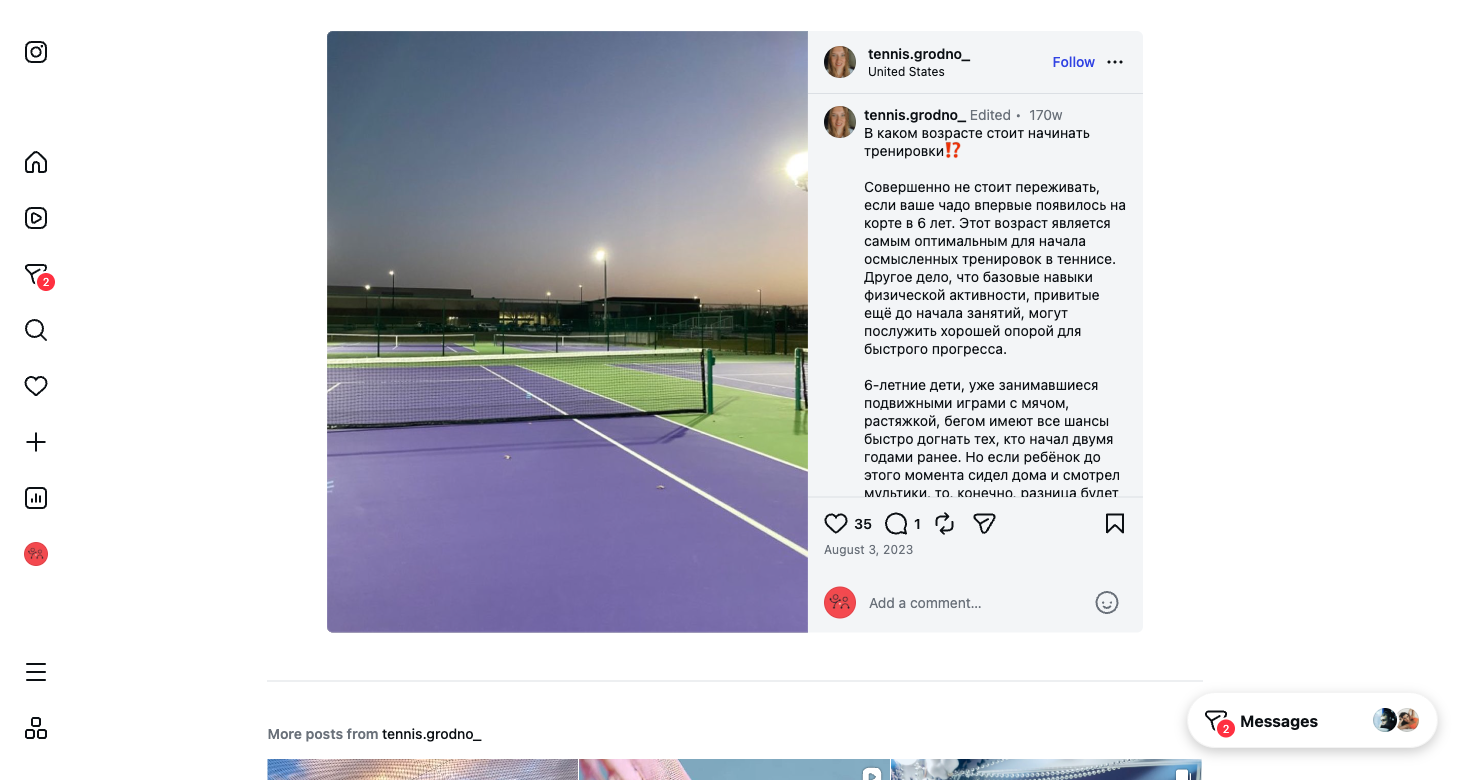 tennis.grodno_
United States
Follow
tennis.grodno_ Edited • 170w
В каком возрасте стоит начинать
тренировки⁉️
Совершенно не стоит переживать,
если ваше чадо впервые появилось на
корте в 6 лет. Этот возраст является
самым оптимальным для начала
осмысленных тренировок в теннисе.
Другое дело, что базовые навыки
физической активности, привитые
ещё до начала занятий, могут
послужить хорошей опорой для
быстрого прогресса.
6-летние дети, уже занимавшиеся
подвижными играми с мячом,
растяжкой, бегом имеют все шансы
быстро догнать тех, кто начал двумя
годами ранее. Но если ребёнок до
этого момента сидел дома и смотрел
мультики, то, конечно, разница будет
35 1
August 3, 2023
Add a comment...
2
More posts from tennis.grodno_
2 Messages